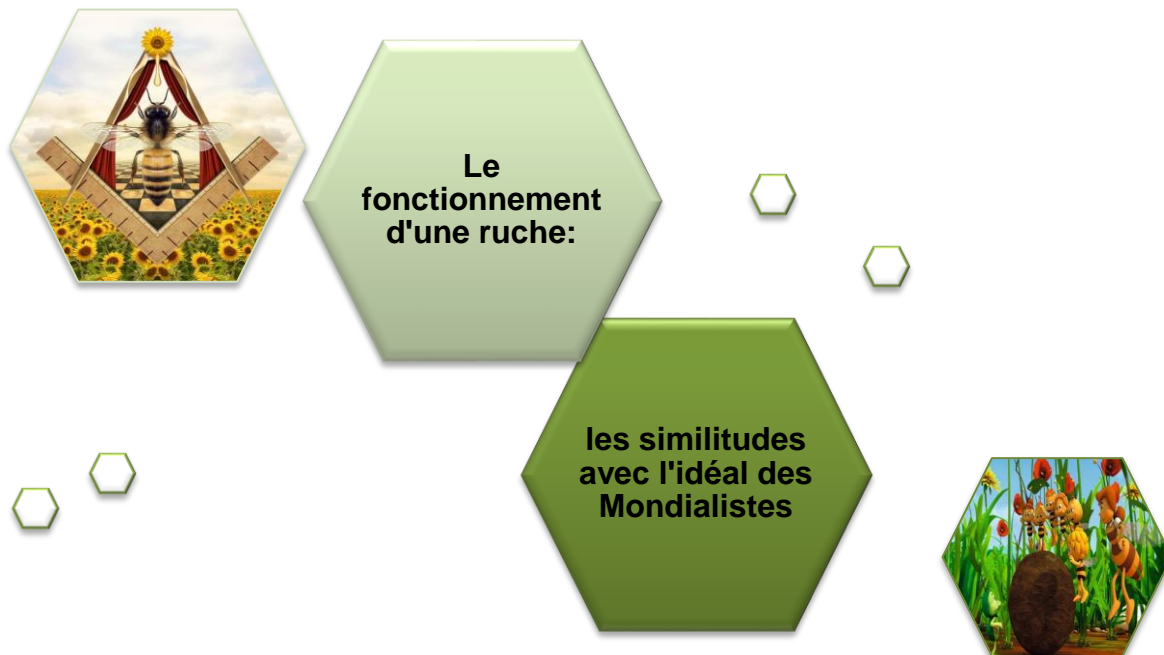 Le
fonctionnement
d'une ruche:
les similitudes
avec l'idéal des
Mondialistes